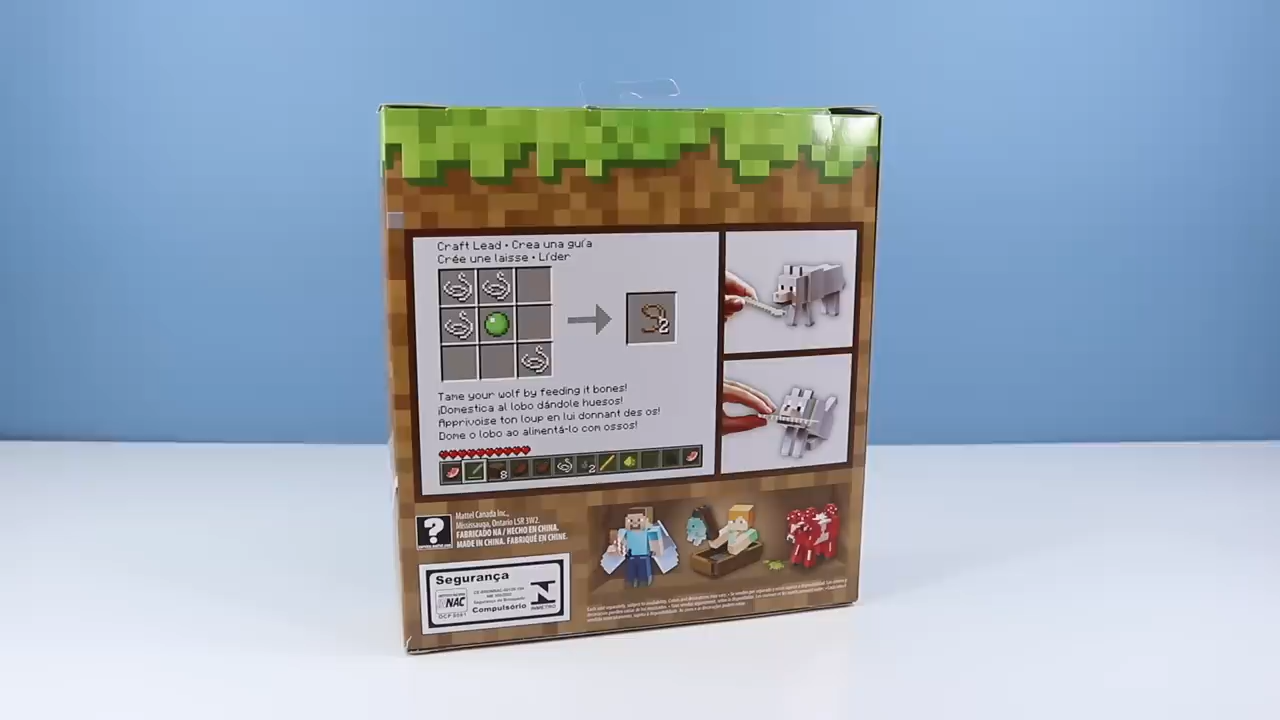 Craft Lead • Crea una guía
Crée une laisse • Líder
2
Tame your wolf by feeding it bones!
¡Domestica al lobo dándole huesos!
Apprivoise ton loup en lui donnant des os!
Dome o lobo ao alimentá-lo com ossos!
8
2
?
Mattel Canada Inc.,
Mississauga, Ontario L5R 3W2.
FABRICADO NA / HECHO EN CHINA.
MADE IN CHINA. FABRIQUÉ EN CHINE.
Segurança
Compulsório
INMETRO